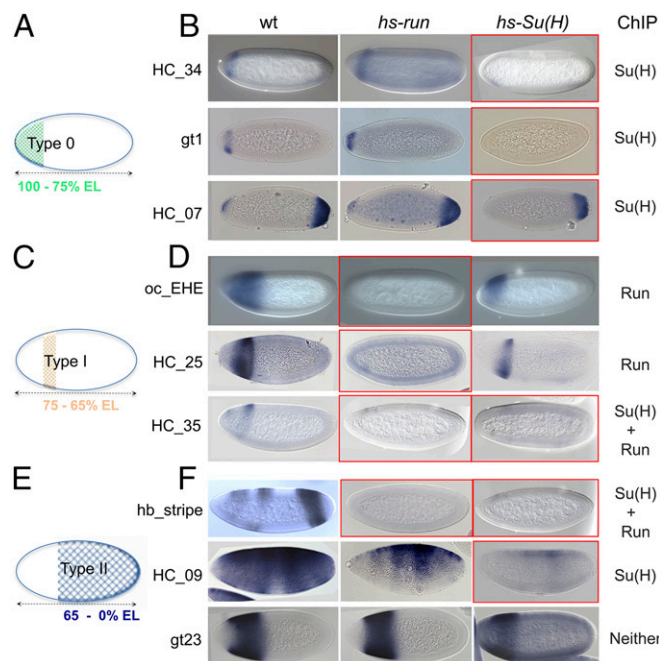 A
B
wt
hs-run
hs-Su(H)
ChIP
HC_34
Su(H)
gt1
Su(H)
Type 0
100 - 75% EL
HC_07
Su(H)
C
D
oc_EHE
Run
HC_25
Run
Type I
75 - 65% EL
HC_35
Su(H)
+
Run
E
F
hb_stripe
Su(H)
+
Run
Type II
HC_09
Su(H)
65 - 0% EL
gt23
Neither